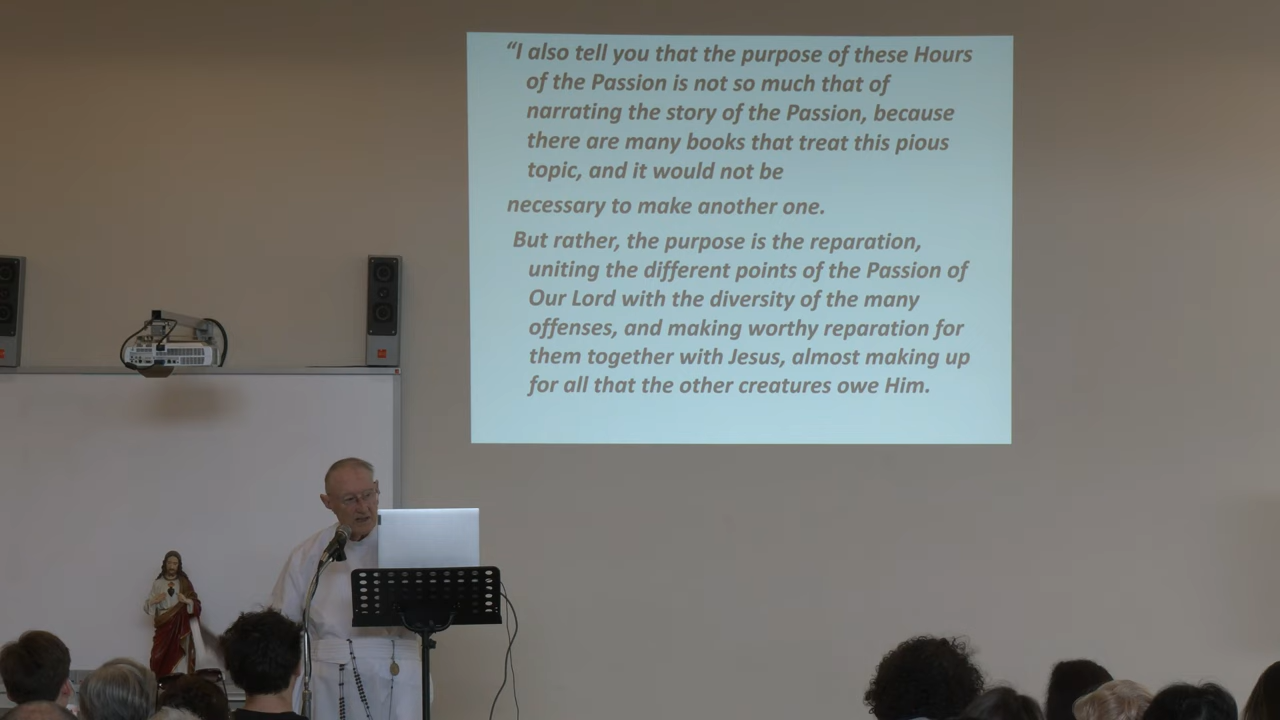 “I also tell you that the purpose of these Hours
of the Passion is not so much that of
narrating the story of the Passion, because
there are many books that treat this pious
topic, and it would not be
necessary to make another one.
But rather, the purpose is the reparation,
uniting the different points of the Passion of
Our Lord with the diversity of the many
offenses, and making worthy reparation for
them together with Jesus, almost making up
for all that the other creatures owe Him.